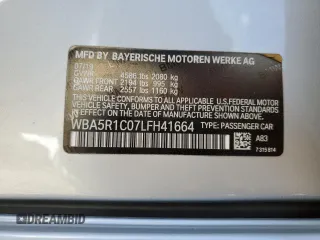 MFD BY BAYERISCHE MOTOREN WERKE AG
07/19
GVWR 4586 lbs 2080 kg
GAWR FRONT 2194 lbs 995 kg
GAWR REAR 2557 lbs 1160 kg
THIS VEHICLE CONFORMS TO ALL APPLICABLE U.S. FEDERAL MOTOR
VEHICLE SAFETY, BUMPER, AND THEFT PREVENTION STANDARDS
IN EFFECT ON THE DATE OF MANUFACTURE SHOWN ABOVE.
WBA5R1C07LFH41664 TYPE: PASSENGER CAR
A83
7 315 814
DREAMBID